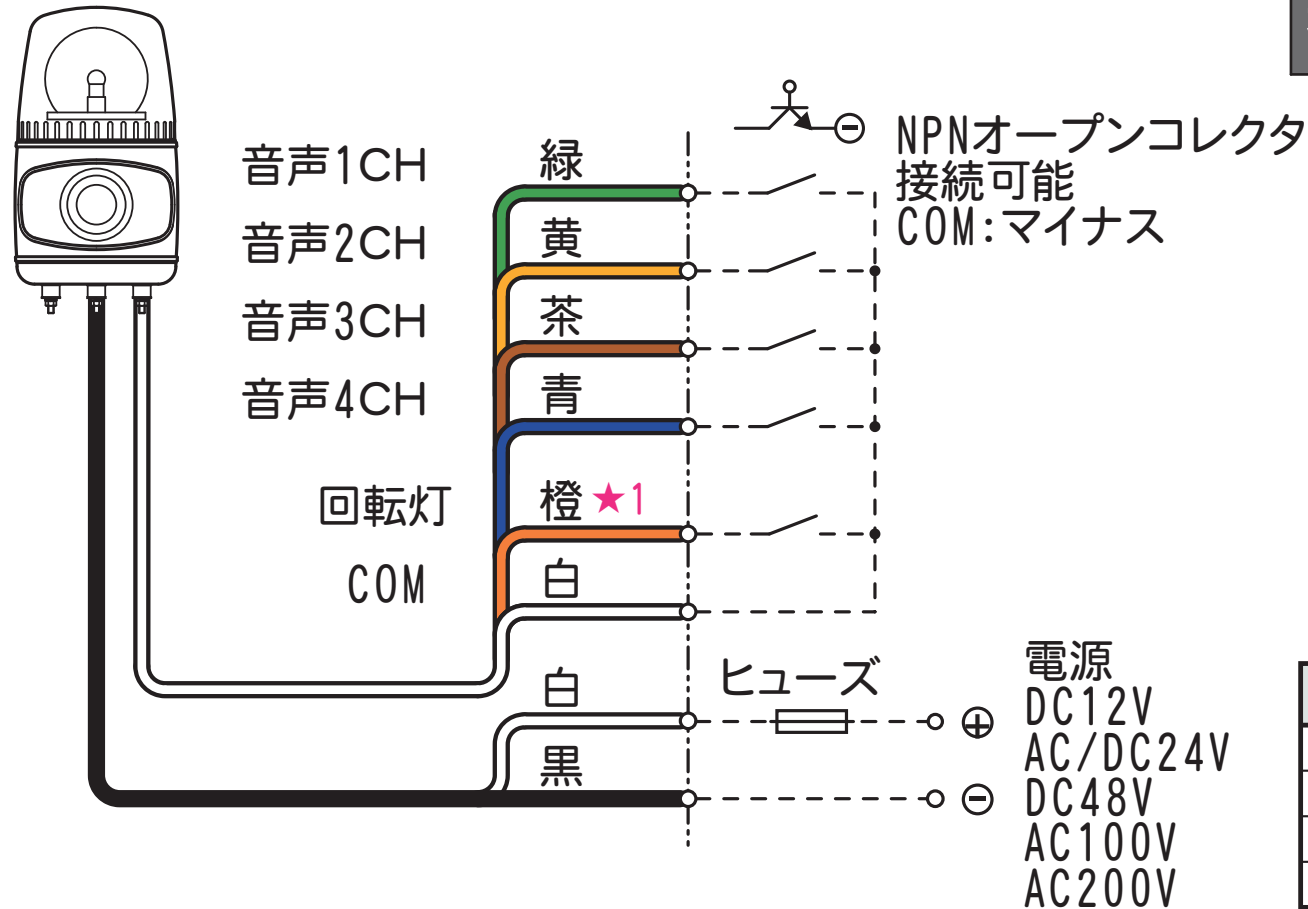 音声1CH
緑
音声2CH
黄
音声3CH
茶
音声4CH
青
回転灯
橙★1
COM
白
白
黒
NPNオープンコレクタ
接続可能
COM:マイナス
ヒューズ
電源
DC12V
AC/DC24V
DC48V
AC100V
AC200V